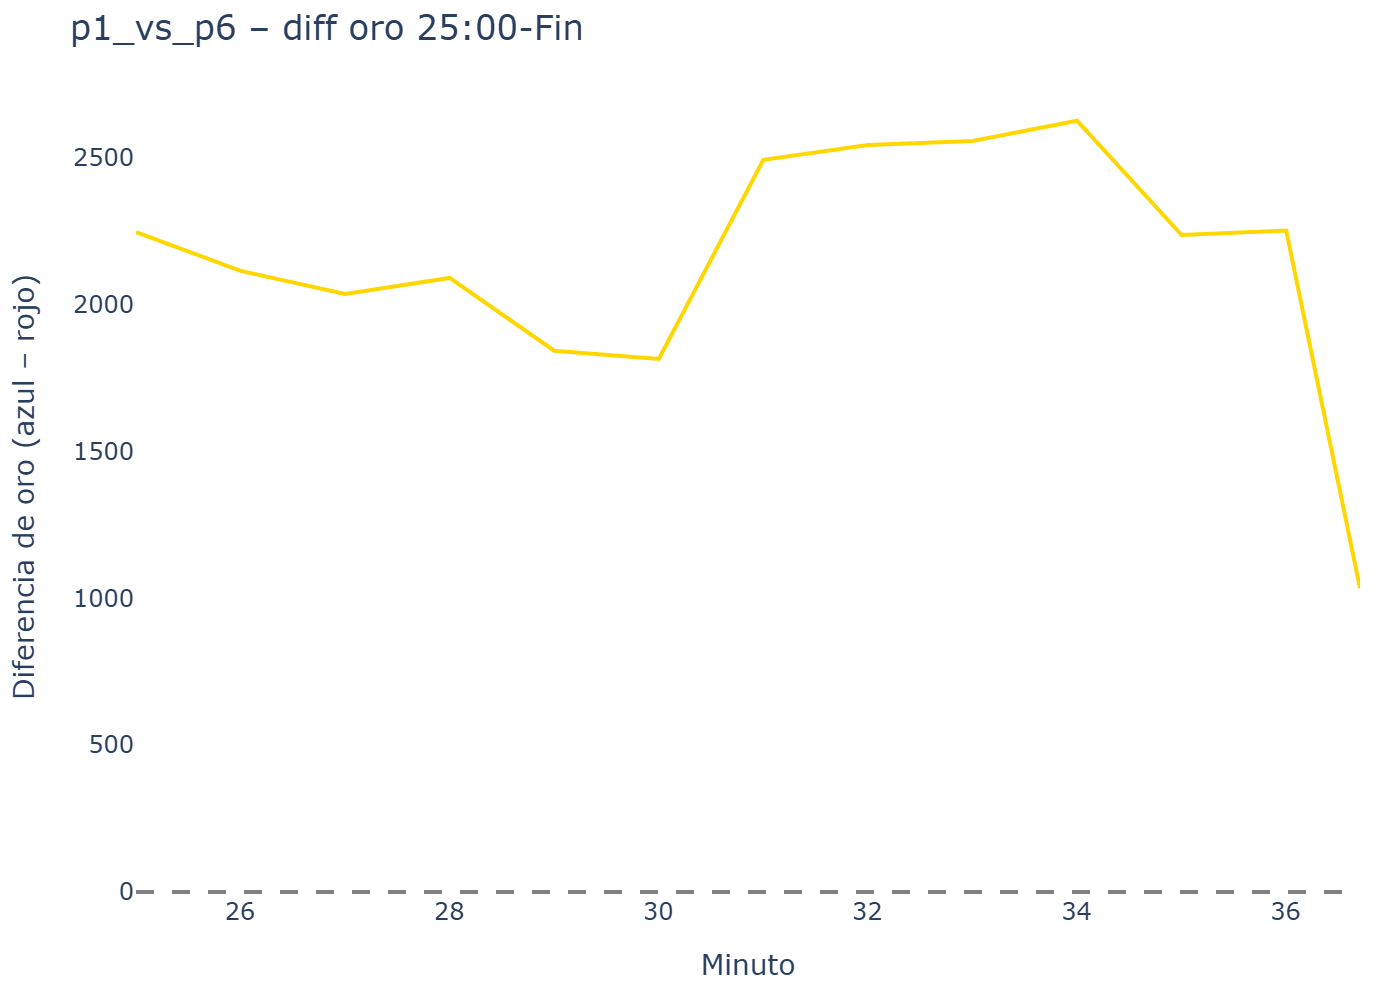 p1_vs_p6 – diff oro 25:00-Fin
Diferencia de oro (azul – rojo)
2500
2000
1500
1000
500
0
26 28 30 32 34 36
Minuto